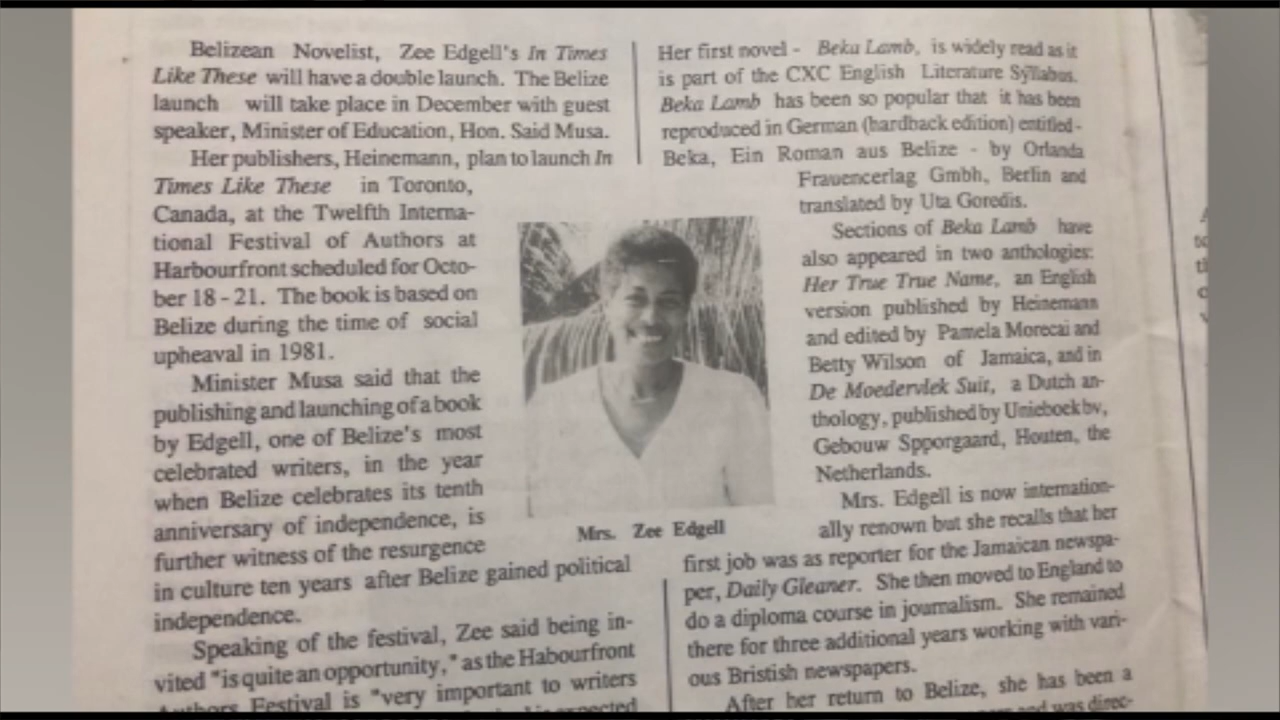 Belizean Novelist, Zee Edgell's In Times
Like These will have a double launch. The Belize
launch will take place in December with guest
speaker, Minister of Education, Hon. Said Musa.
Her publishers, Heinemann, plan to launch In
Times Like These in Toronto,
Canada, at the Twelfth Interna-
tional Festival of Authors at
Harbourfront scheduled for Octo-
ber 18 - 21. The book is based on
Belize during the time of social
upheaval in 1981.
Minister Musa said that the
publishing and launching of a book
by Edgell, one of Belize's most
celebrated writers, in the year
when Belize celebrates its tenth
anniversary of independence, is
further witness of the resurgence
in culture ten years after Belize gained political
independence.
Speaking of the festival, Zee said being in-
vited "is quite an opportunity," as the Habourfront
Authors Festival is "very important to writers
Mrs. Zee Edgell
Her first novel - Beka Lamb, is widely read as it
is part of the CXC English Literature Syllabus.
Beka Lamb has been so popular that it has been
reproduced in German (hardback edition) entitled -
Beka, Ein Roman aus Belize - by Orlanda
Frauencerlag Gmbh, Berlin and
translated by Uta Goredis.
Sections of Beka Lamb have
also appeared in two anthologies:
Her True True Name, an English
version published by Heinemann
and edited by Pamela Morecai and
Betty Wilson of Jamaica, and in
De Moedervlek Suit, a Dutch an-
thology, published by Unieboek bv,
Gebouw Spporgaard, Houten, the
Netherlands.
Mrs. Edgell is now internation-
ally renown but she recalls that her
first job was as reporter for the Jamaican newspa-
per, Daily Gleaner. She then moved to England to
do a diploma course in journalism. She remained
there for three additional years working with vari-
ous Bristish newspapers.
After her return to Belize, she has been a
and was direc-